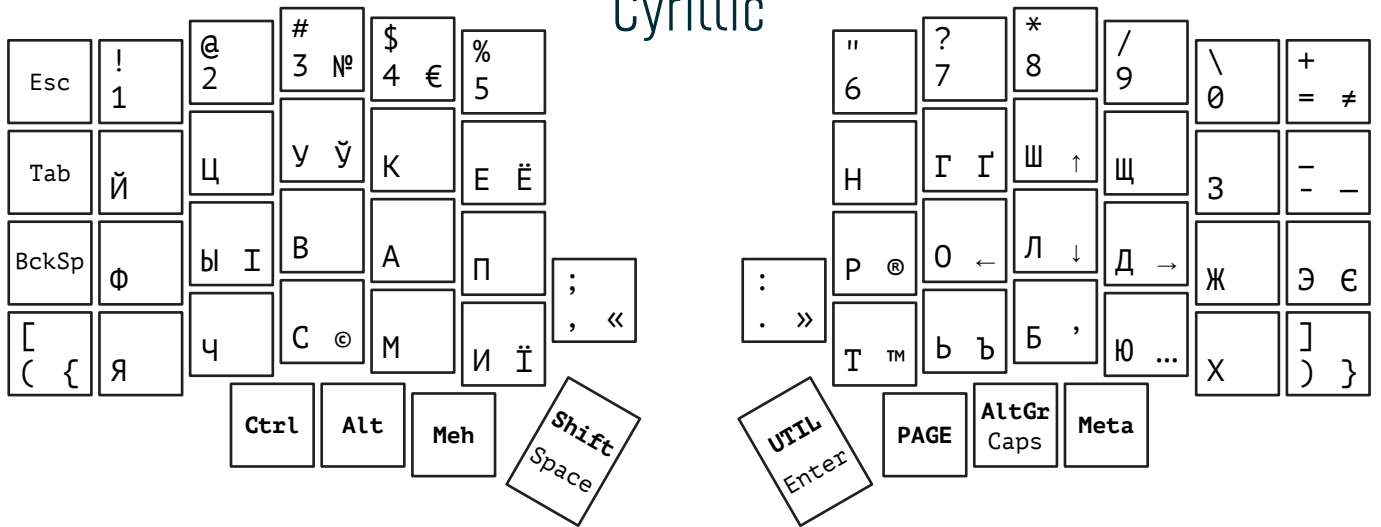 Cyrillic
Esc ! 1 @ 2 # 3 № $ 4 € % 5 " 6 ? 7 * 8 / 9 \ 0 + = ≠
Tab Й Ц У Ў К Е Ё Н Г Ґ Ш ↑ Щ З _ - —
BckSp Ф Ы І В А П Р ® О ← Л ↓ Д → Ж Э Є
; , « : . »
[ ( { Я Ч С © М И Ї Т ™ Ь Ъ Б ’ Ю … Х ] ) }
Ctrl Alt Meh Shift Space UTIL Enter PAGE AltGr Caps Meta